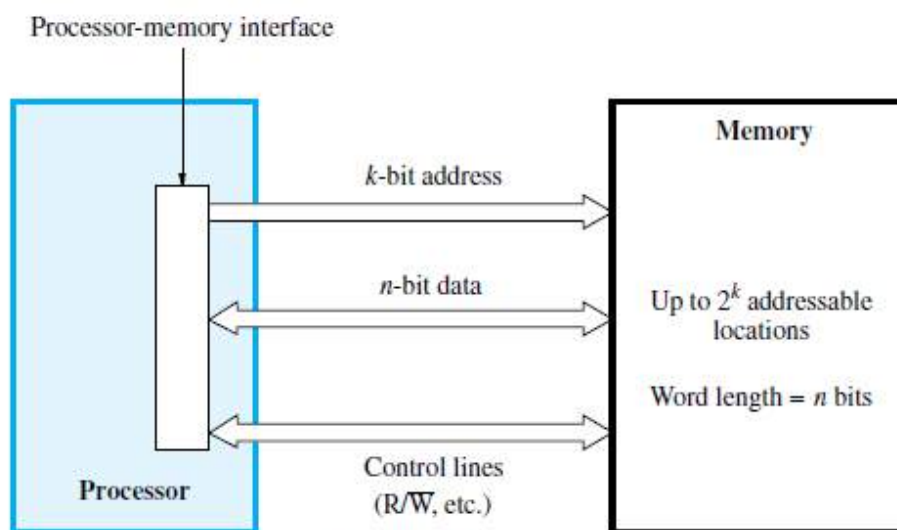 Processor-memory interface
Memory
k-bit address
n-bit data
Up to 2^k addressable
locations
Word length = n bits
Control lines
(R/W̅, etc.)
Processor